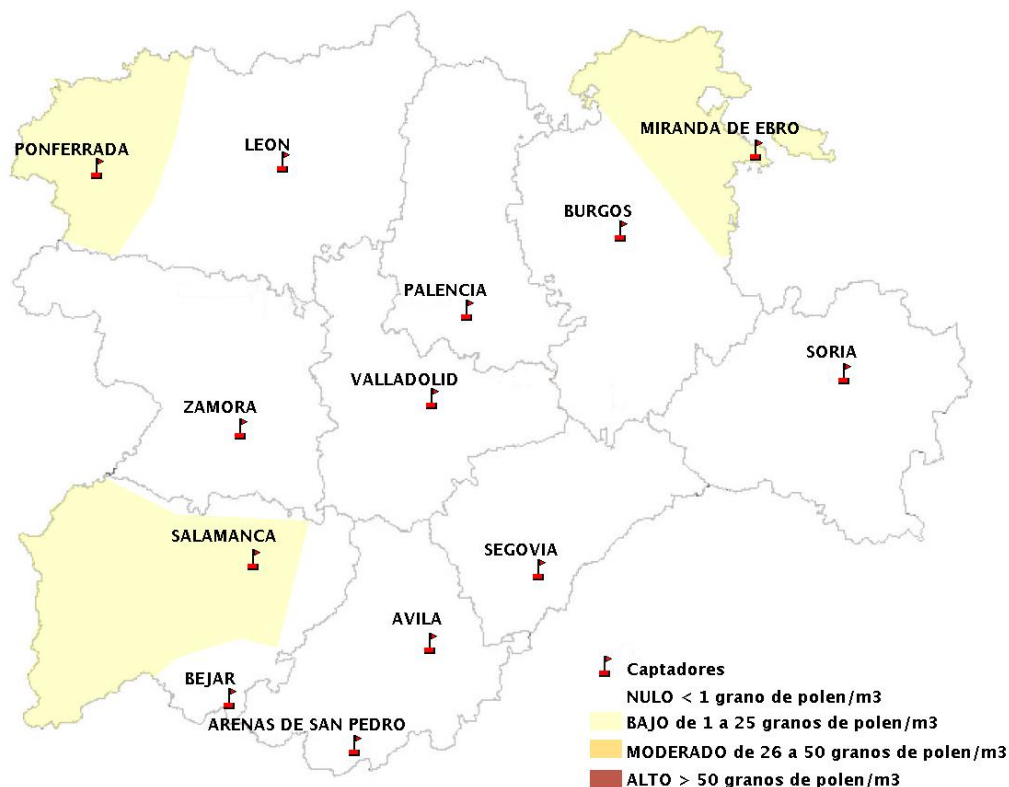 MIRANDA DE EBRO
PONFERRADA
LEON
BURGOS
PALENCIA
SORIA
VALLADOLID
ZAMORA
SALAMANCA
SEGOVIA
AVILA
BEJAR
ARENAS DE SAN PEDRO
Captadores
NULO < 1 grano de polen/m3
BAJO de 1 a 25 granos de polen/m3
MODERADO de 26 a 50 granos de polen/m3
ALTO > 50 granos de polen/m3